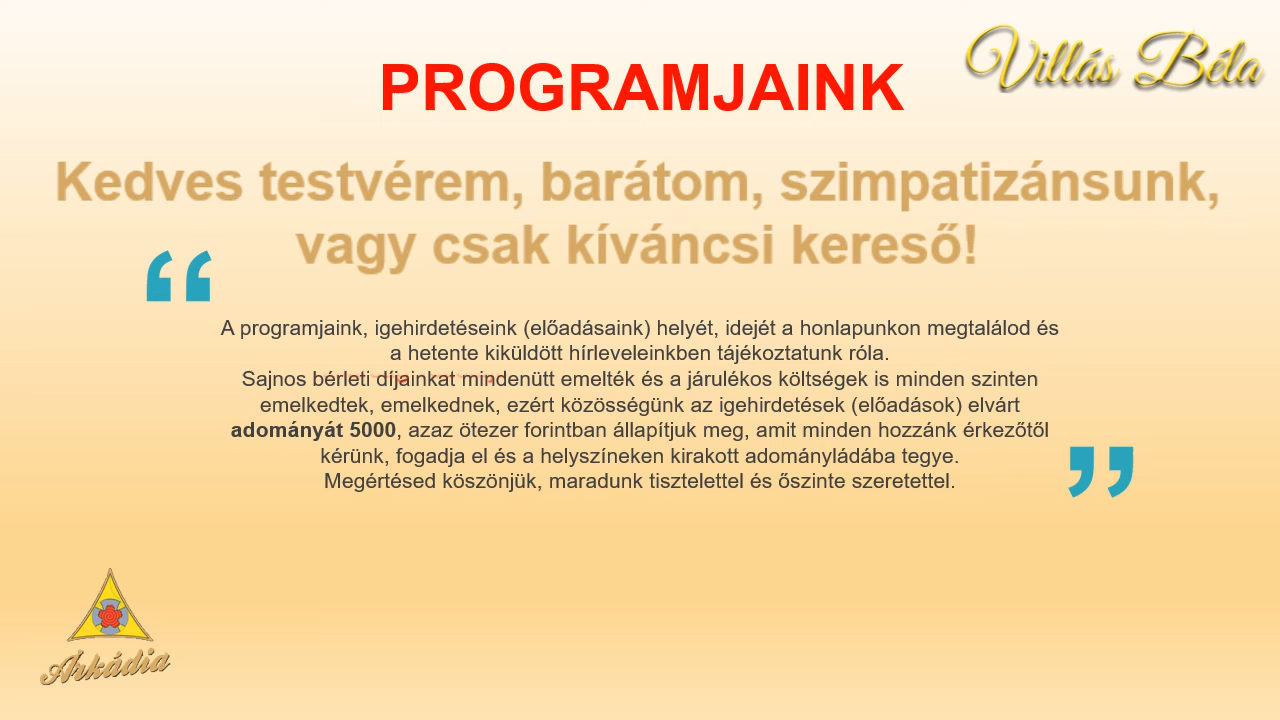 Villás Béla
PROGRAMJAINK
Kedves testvérem, barátom, szimpatizánsunk,
vagy csak kíváncsi kereső!
“
A programjaink, igehirdetéseink (előadásaink) helyét, idejét a honlapunkon megtalálod és
a hetente kiküldött hírleveleinkben tájékoztatunk róla.
Sajnos bérleti díjainkat mindenütt emelték és a járulékos költségek is minden szinten
emelkedtek, emelkednek, ezért közösségünk az igehirdetések (előadások) elvárt
adományát 5000, azaz ötezer forintban állapítjuk meg, amit minden hozzánk érkezőtől
kérünk, fogadja el és a helyszíneken kirakott adományládába tegye.
Megértésed köszönjük, maradunk tisztelettel és őszinte szeretettel.
”
Árkádia